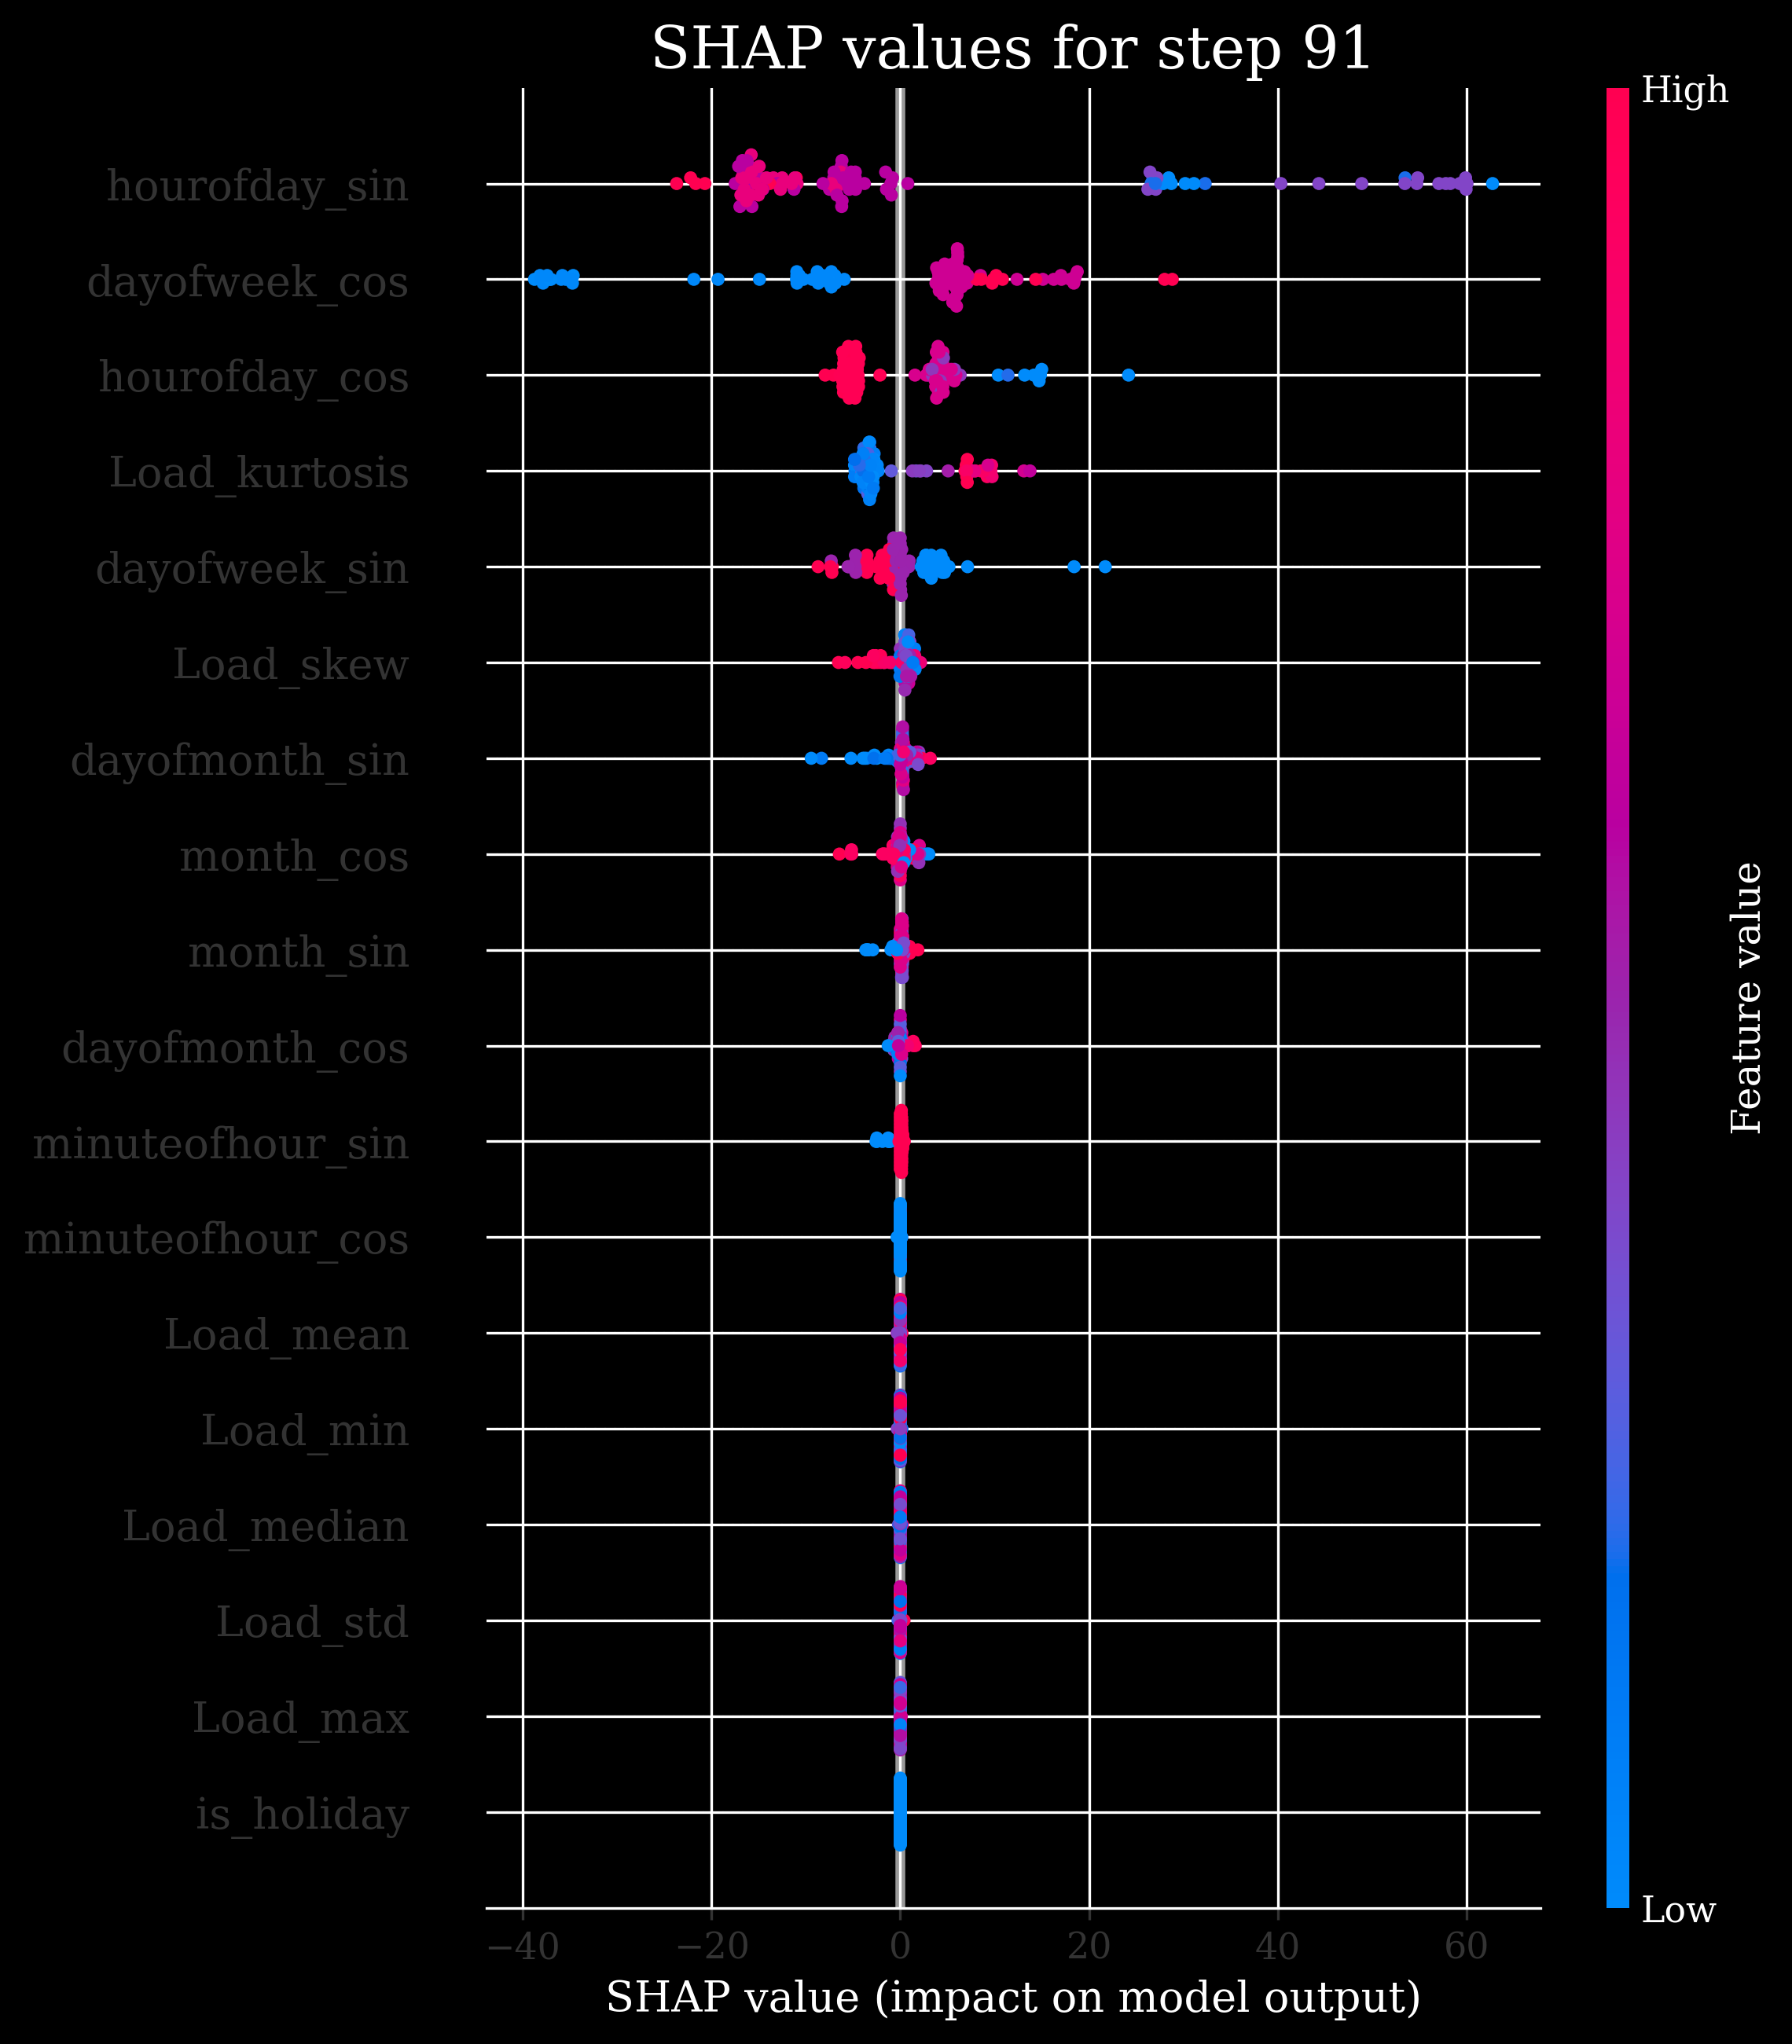 SHAP values for step 91
High
hourofday_sin
dayofweek_cos
hourofday_cos
Load_kurtosis
dayofweek_sin
Load_skew
dayofmonth_sin
month_cos
month_sin
dayofmonth_cos
minuteofhour_sin
minuteofhour_cos
Load_mean
Load_min
Load_median
Load_std
Load_max
is_holiday
Feature value
Low
−40 −20 0 20 40 60
SHAP value (impact on model output)